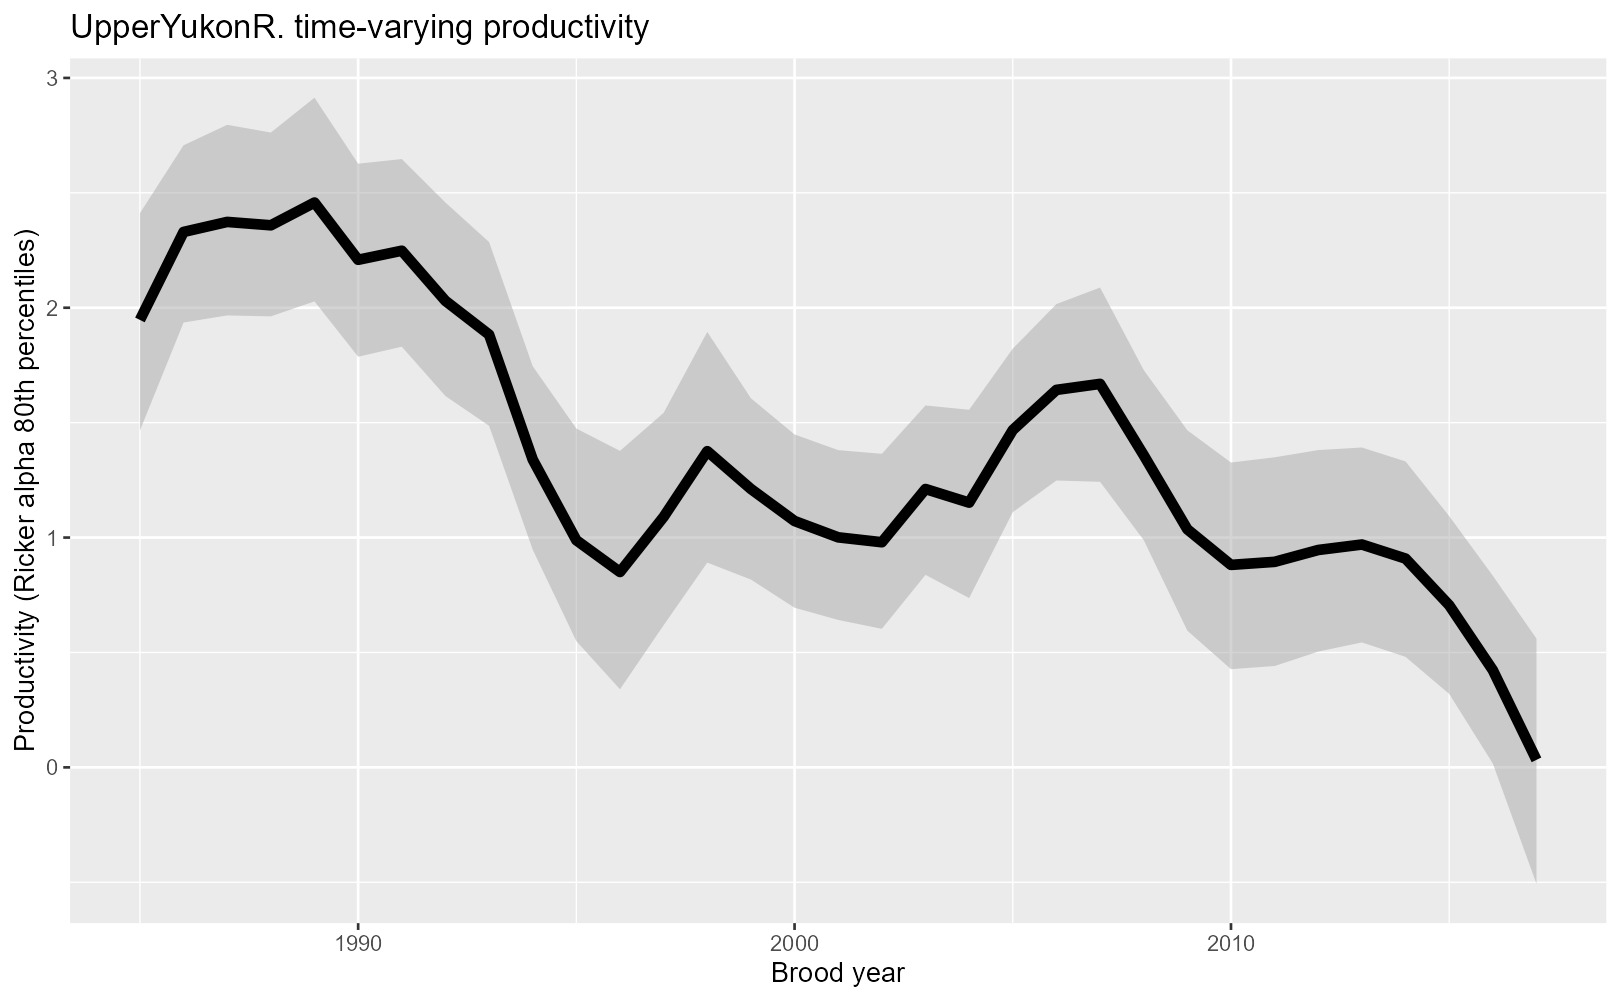 UpperYukonR. time-varying productivity
Productivity (Ricker alpha 80th percentiles)
3
2
1
0
1990 2000 2010
Brood year